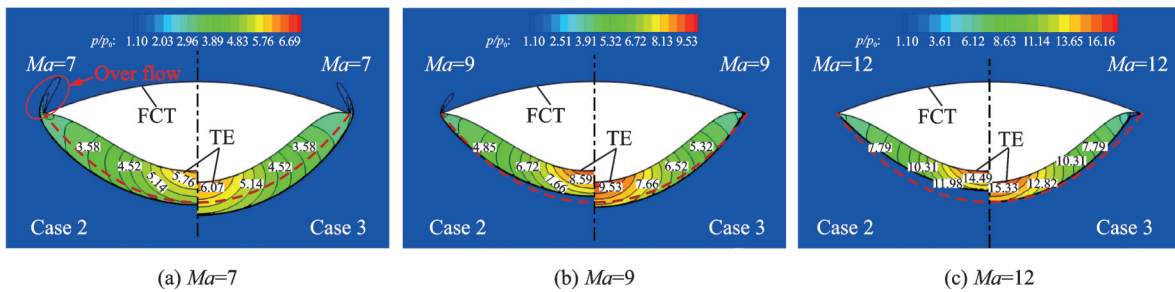 p/p₀: 1.10 2.03 2.96 3.89 4.83 5.76 6.69
Ma=7
Ma=7
Over flow
FCT
TE
3.58
3.58
4.52
4.52
5.76
6.07
5.14
5.14
Case 2
Case 3
(a) Ma=7
p/p₀: 1.10 2.51 3.91 5.32 6.72 8.13 9.53
Ma=9
Ma=9
FCT
TE
4.85
5.32
6.72
6.52
8.59
9.53
7.66
7.66
Case 2
Case 3
(b) Ma=9
p/p₀: 1.10 3.61 6.12 8.63 11.14 13.65 16.16
Ma=12
Ma=12
FCT
TE
7.79
7.79
10.31
10.31
14.49
15.33
11.98
12.82
Case 2
Case 3
(c) Ma=12